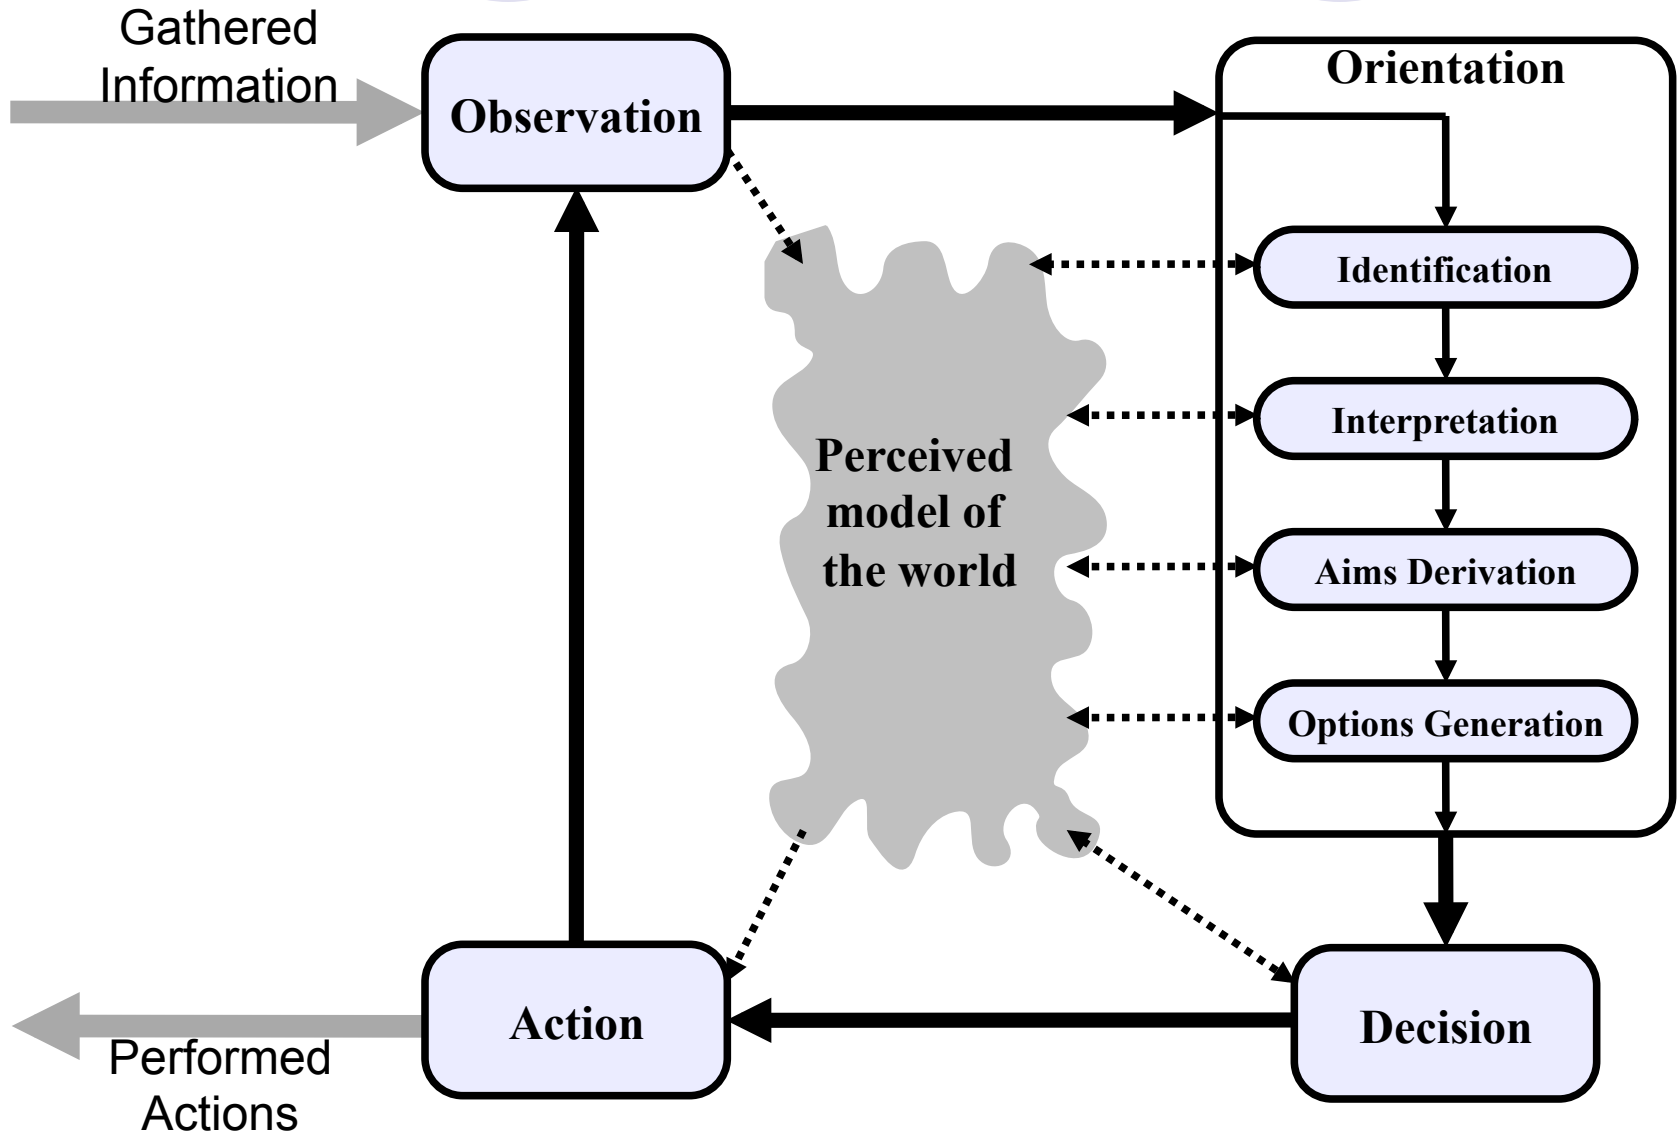 Gathered
Information
Observation
Orientation
Identification
Interpretation
Perceived
model of
the world
Aims Derivation
Options Generation
Action
Decision
Performed
Actions